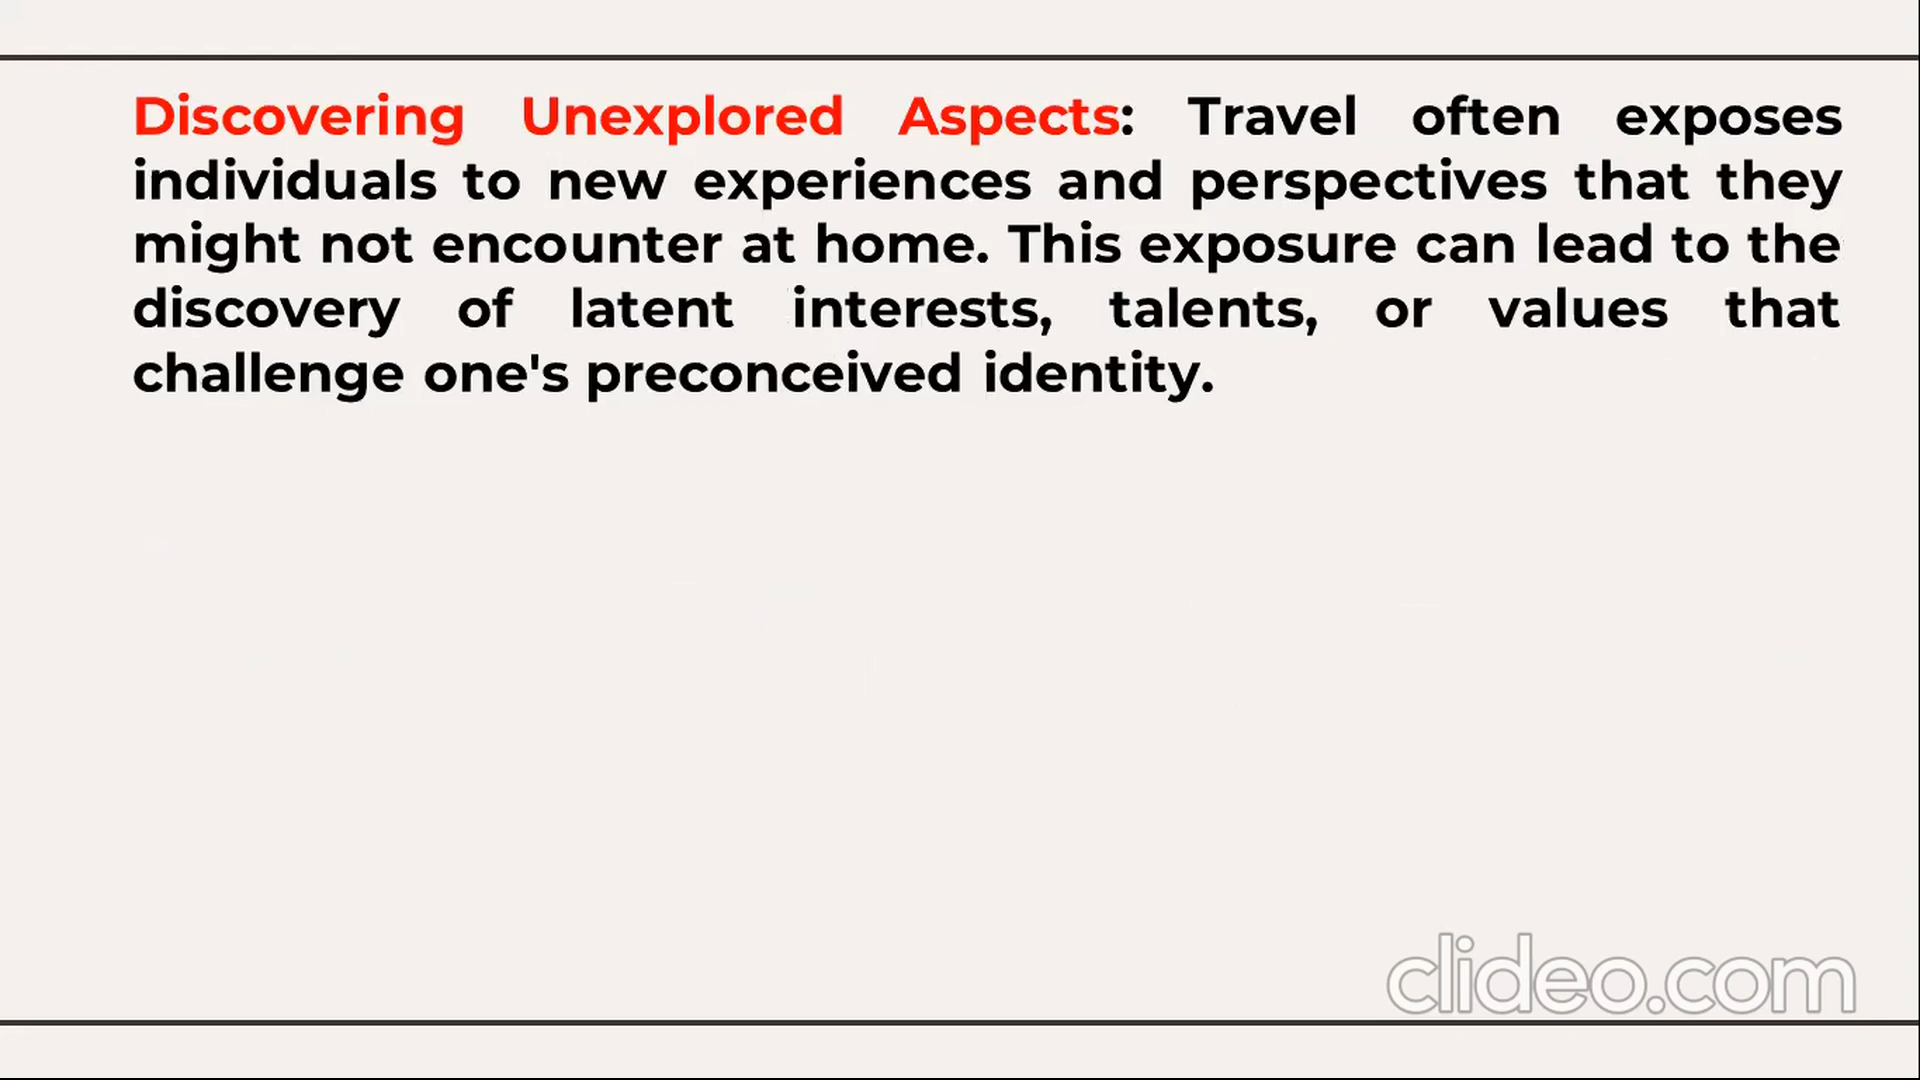 Discovering Unexplored Aspects: Travel often exposes
individuals to new experiences and perspectives that they
might not encounter at home. This exposure can lead to the
discovery of latent interests, talents, or values that
challenge one's preconceived identity.
clideo.com